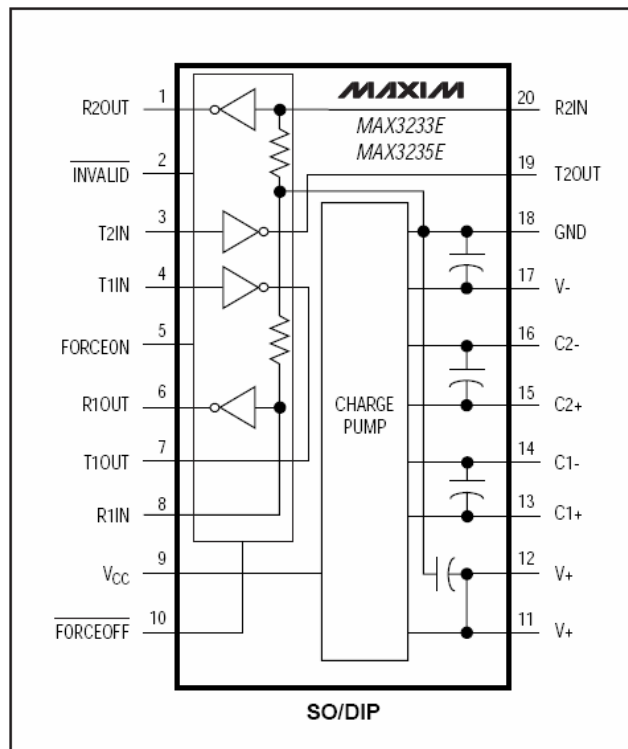 MAXIM
MAX3233E
MAX3235E
1 R2OUT
2 INVALID
3 T2IN
4 T1IN
5 FORCEON
6 R1OUT
7 T1OUT
8 R1IN
9 VCC
10 FORCEOFF
20 R2IN
19 T2OUT
18 GND
17 V-
16 C2-
15 C2+
14 C1-
13 C1+
12 V+
11 V+
CHARGE
PUMP
SO/DIP